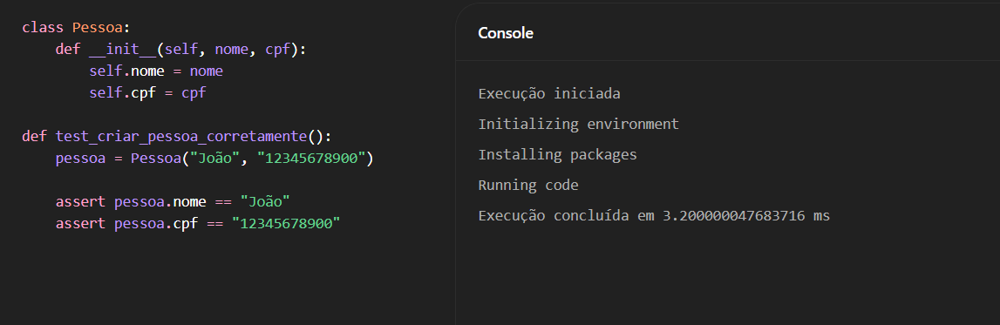 class Pessoa:
    def __init__(self, nome, cpf):
        self.nome = nome
        self.cpf = cpf

def test_criar_pessoa_corretamente():
    pessoa = Pessoa("João", "12345678900")

    assert pessoa.nome == "João"
    assert pessoa.cpf == "12345678900"

Console
Execução iniciada
Initializing environment
Installing packages
Running code
Execução concluída em 3.200000047683716 ms